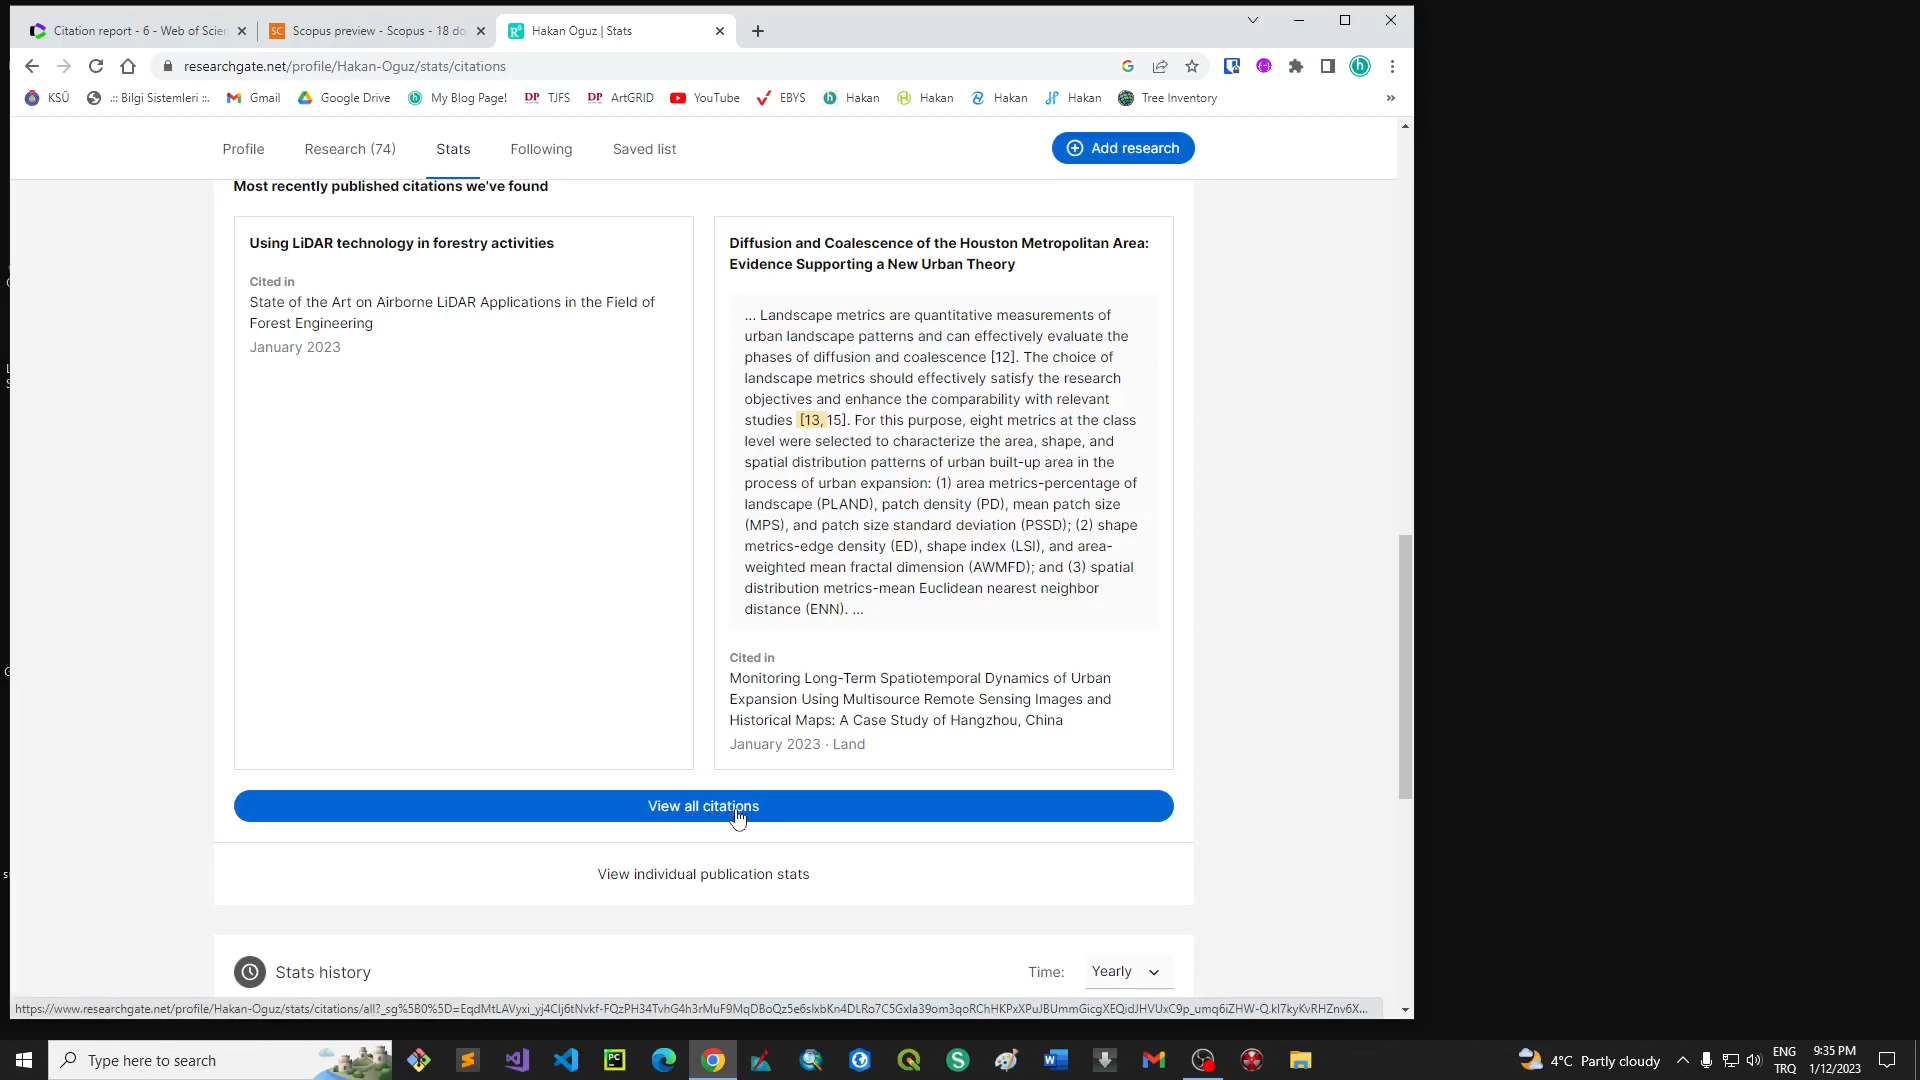 Citation report - 6 - Web of Scien
Scopus preview - Scopus - 18 do
Hakan Oguz | Stats
researchgate.net/profile/Hakan-Oguz/stats/citations
KSÜ
.:: Bilgi Sistemleri ::.
Gmail
Google Drive
My Blog Page!
DP TJFS
DP ArtGRID
YouTube
EBYS
Hakan
Hakan
Hakan
Hakan
Tree Inventory
»
Profile
Research (74)
Stats
Following
Saved list
Add research
Most recently published citations we've found
Using LiDAR technology in forestry activities
Cited in
State of the Art on Airborne LiDAR Applications in the Field of
Forest Engineering
January 2023
Diffusion and Coalescence of the Houston Metropolitan Area:
Evidence Supporting a New Urban Theory
... Landscape metrics are quantitative measurements of
urban landscape patterns and can effectively evaluate the
phases of diffusion and coalescence [12]. The choice of
landscape metrics should effectively satisfy the research
objectives and enhance the comparability with relevant
studies [13, 15]. For this purpose, eight metrics at the class
level were selected to characterize the area, shape, and
spatial distribution patterns of urban built-up area in the
process of urban expansion: (1) area metrics-percentage of
landscape (PLAND), patch density (PD), mean patch size
(MPS), and patch size standard deviation (PSSD); (2) shape
metrics-edge density (ED), shape index (LSI), and area-
weighted mean fractal dimension (AWMFD); and (3) spatial
distribution metrics-mean Euclidean nearest neighbor
distance (ENN). ...
Cited in
Monitoring Long-Term Spatiotemporal Dynamics of Urban
Expansion Using Multisource Remote Sensing Images and
Historical Maps: A Case Study of Hangzhou, China
January 2023 · Land
View all citations
View individual publication stats
Stats history
Time:
Yearly
Type here to search
4°C Partly cloudy
ENG
TRQ
9:35 PM
1/12/2023